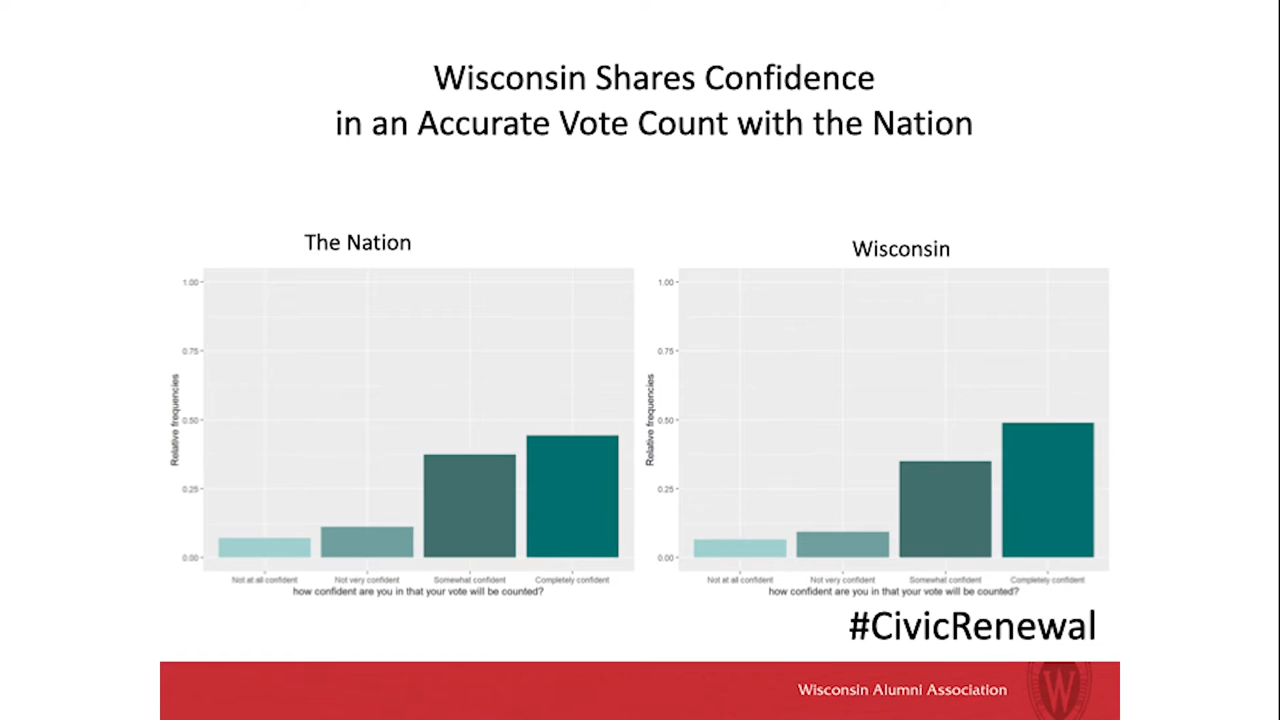 Wisconsin Shares Confidence
in an Accurate Vote Count with the Nation
The Nation
1.00
0.75
0.50
0.25
0.00
Relative frequencies
Not at all confident
Not very confident
Somewhat confident
Completely confident
how confident are you in that your vote will be counted?
Wisconsin
1.00
0.75
0.50
0.25
0.00
Relative frequencies
Not at all confident
Not very confident
Somewhat confident
Completely confident
how confident are you in that your vote will be counted?
#CivicRenewal
Wisconsin Alumni Association
W